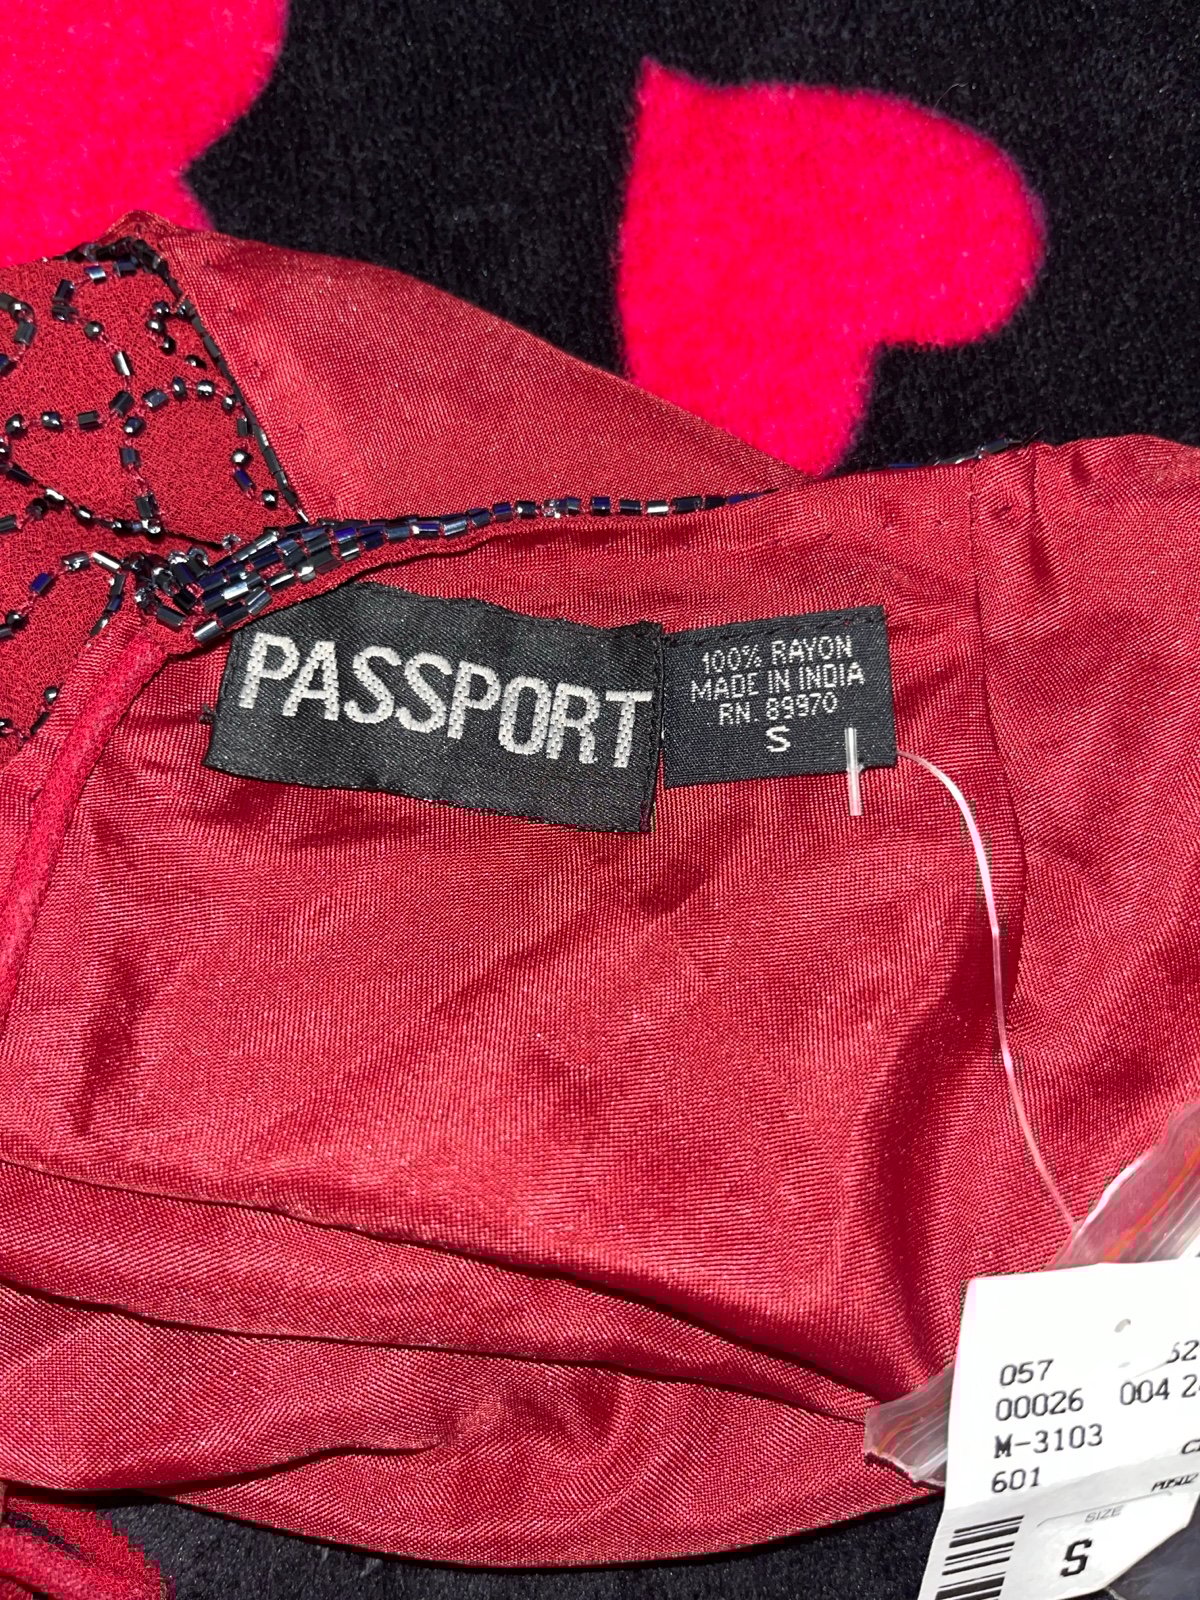 PASSPORT
100% RAYON
MADE IN INDIA
RN. 89970
S
057
00026 004
M-3103
601
SIZE
S